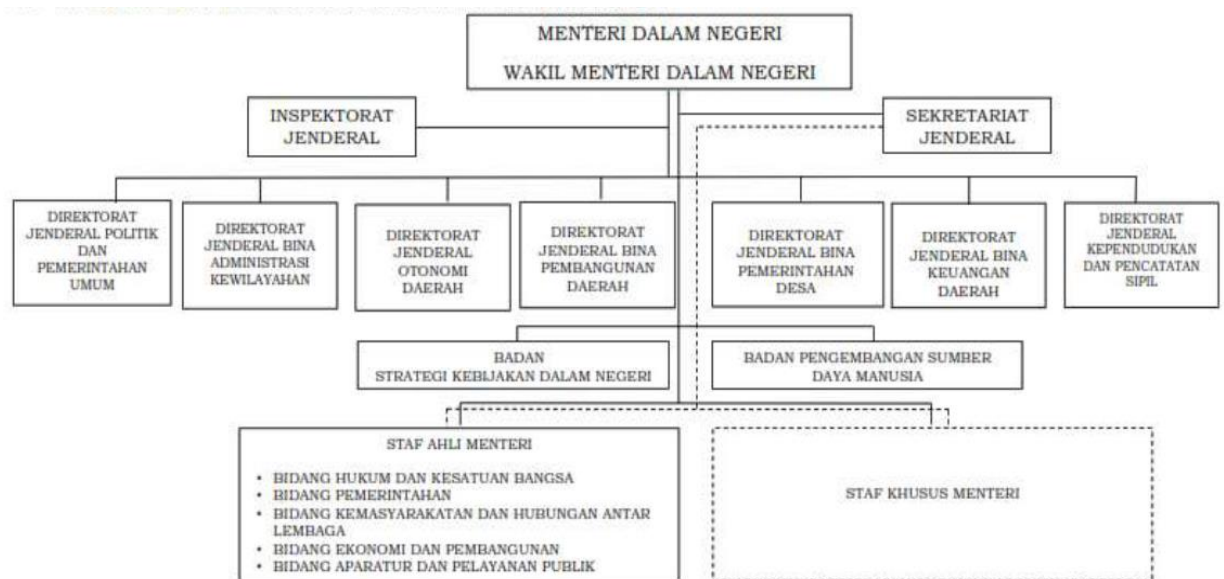 MENTERI DALAM NEGERI
WAKIL MENTERI DALAM NEGERI
INSPEKTORAT
JENDERAL
SEKRETARIAT
JENDERAL
DIREKTORAT
JENDERAL POLITIK
DAN
PEMERINTAHAN
UMUM
DIREKTORAT
JENDERAL BINA
ADMINISTRASI
KEWILAYAHAN
DIREKTORAT
JENDERAL
OTONOMI
DAERAH
DIREKTORAT
JENDERAL BINA
PEMBANGUNAN
DAERAH
DIREKTORAT
JENDERAL BINA
PEMERINTAHAN
DESA
DIREKTORAT
JENDERAL BINA
KEUANGAN
DAERAH
DIREKTORAT
JENDERAL
KEPENDUDUKAN
DAN PENCATATAN
SIPIL
BADAN
STRATEGI KEBIJAKAN DALAM NEGERI
BADAN PENGEMBANGAN SUMBER
DAYA MANUSIA
STAF AHLI MENTERI
• BIDANG HUKUM DAN KESATUAN BANGSA
• BIDANG PEMERINTAHAN
• BIDANG KEMASYARAKATAN DAN HUBUNGAN ANTAR
LEMBAGA
• BIDANG EKONOMI DAN PEMBANGUNAN
• BIDANG APARATUR DAN PELAYANAN PUBLIK
STAF KHUSUS MENTERI